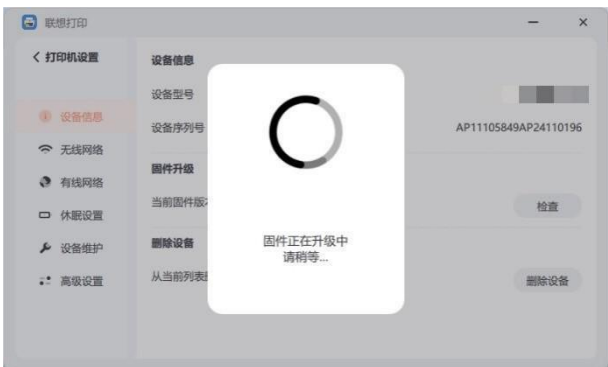 联想打印
打印机设置
设备信息
设备型号
设备信息
设备序列号
AP11105849AP24110196
无线网络
固件升级
有线网络
当前固件版
检查
休眠设置
删除设备
固件正在升级中
请稍等...
设备维护
从当前列表
删除设备
高级设置